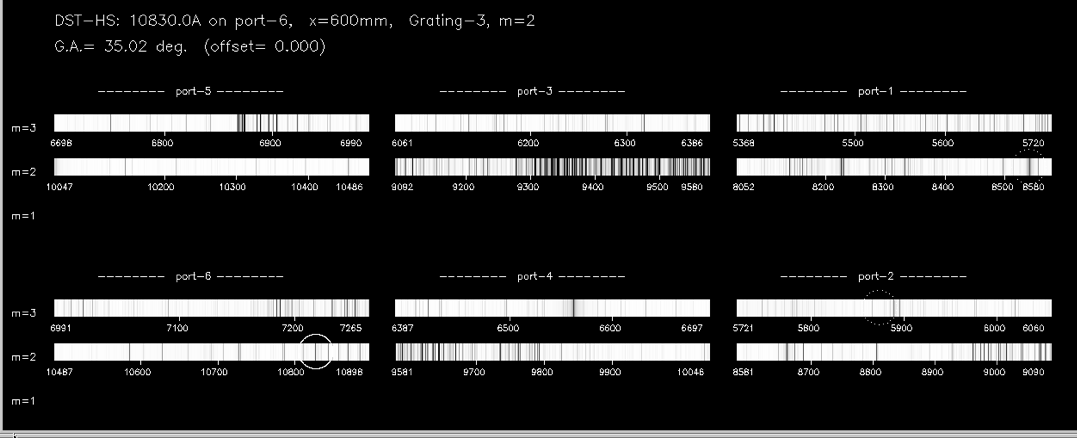 DST-HS: 10830.0A on port-6, x=600mm, Grating-3, m=2
G.A.= 35.02 deg. (offset= 0.000)
-------- port-5 -------- -------- port-3 -------- -------- port-1 --------
m=3
6698 6800 6900 6990 6061 6200 6300 6386 5368 5500 5600 5720
m=2
10047 10200 10300 10400 10486 9092 9200 9300 9400 9500 9580 8052 8200 8300 8400 8500 8580
m=1
-------- port-6 -------- -------- port-4 -------- -------- port-2 --------
m=3
6991 7100 7200 7265 6387 6500 6600 6697 5721 5800 5900 6000 6060
m=2
10487 10600 10700 10800 10898 9581 9700 9800 9900 10046 8581 8700 8800 8900 9000 9090
m=1